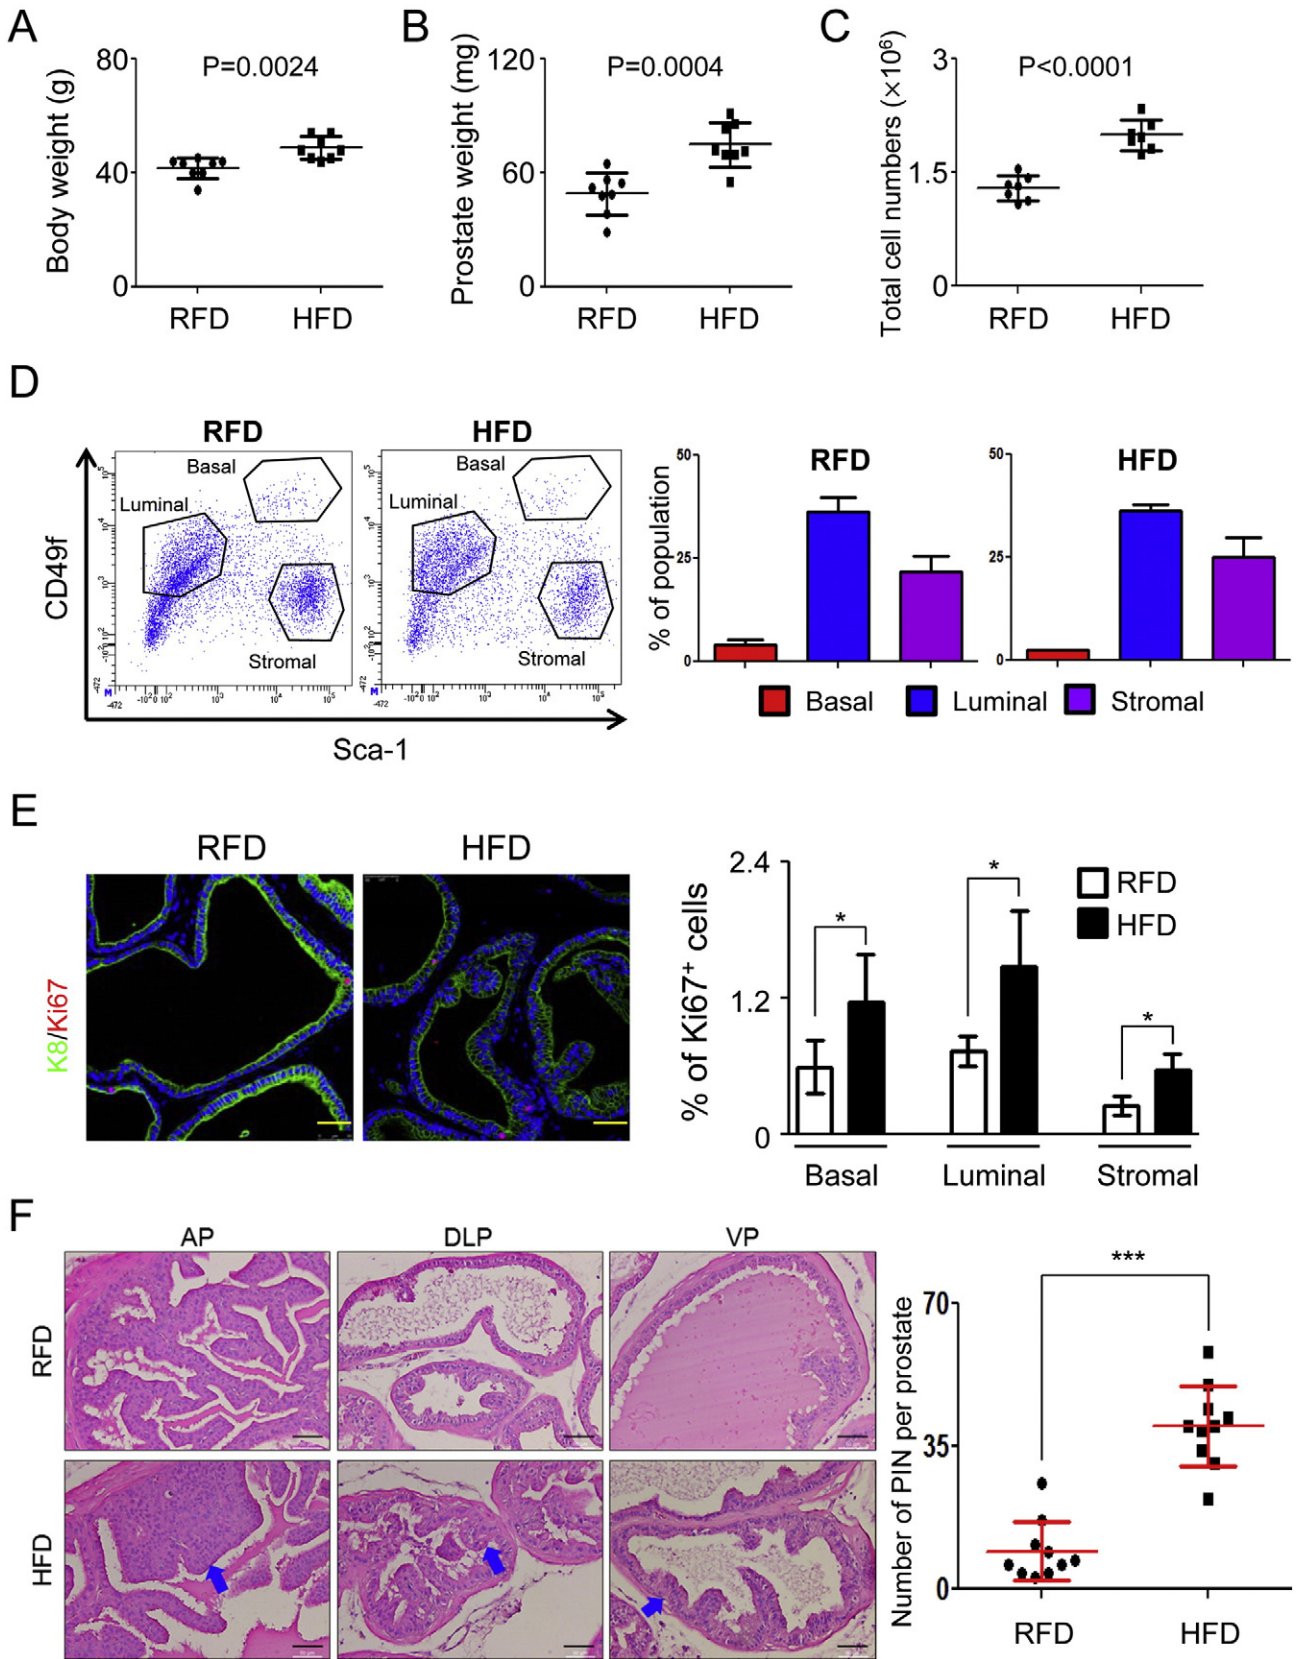 A
Body weight (g)
80
40
0
P=0.0024
RFD
HFD
B
Prostate weight (mg)
120
60
0
P=0.0004
RFD
HFD
C
Total cell numbers (×10⁶)
3
1.5
0
P<0.0001
RFD
HFD
D
RFD
HFD
Basal
Luminal
Stromal
Basal
Luminal
Stromal
CD49f
Sca-1
% of population
50
25
0
RFD
50
25
0
HFD
Basal
Luminal
Stromal
E
RFD
HFD
K8/Ki67
% of Ki67⁺ cells
2.4
1.2
0
*
*
*
RFD
HFD
Basal
Luminal
Stromal
F
AP
DLP
VP
RFD
HFD
Number of PIN per prostate
70
35
0
***
RFD
HFD